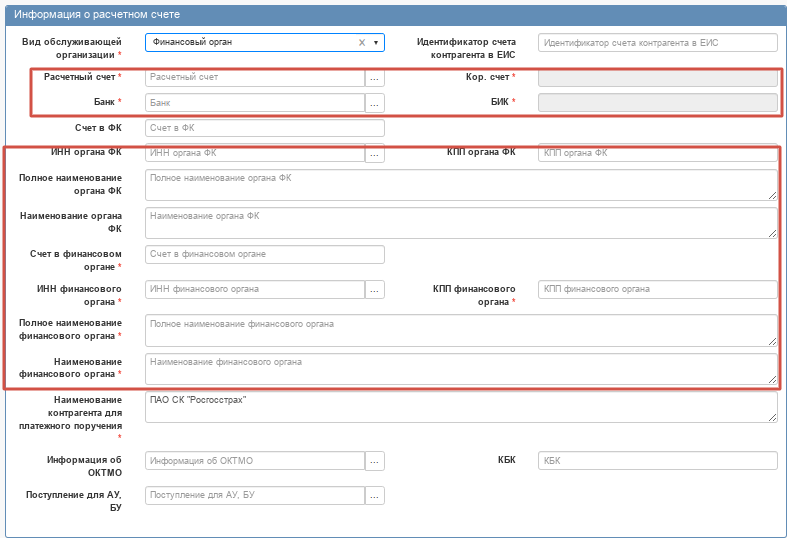 Информация о расчетном счете
Вид обслуживающей организации * Финансовый орган x ▼ Идентификатор счета контрагента в ЕИС Идентификатор счета контрагента в ЕИС
Расчетный счет * Расчетный счет ... Кор. счет *
Банк * Банк ... БИК *
Счет в ФК Счет в ФК
ИНН органа ФК ИНН органа ФК ... КПП органа ФК КПП органа ФК
Полное наименование органа ФК Полное наименование органа ФК
Наименование органа ФК Наименование органа ФК
Счет в финансовом органе * Счет в финансовом органе
ИНН финансового органа * ИНН финансового органа ... КПП финансового органа * КПП финансового органа
Полное наименование финансового органа * Полное наименование финансового органа
Наименование финансового органа * Наименование финансового органа
Наименование контрагента для платежного поручения * ПАО СК "Росгосстрах"
Информация об ОКТМО Информация об ОКТМО ... КБК КБК
Поступление для АУ, БУ Поступление для АУ, БУ ...